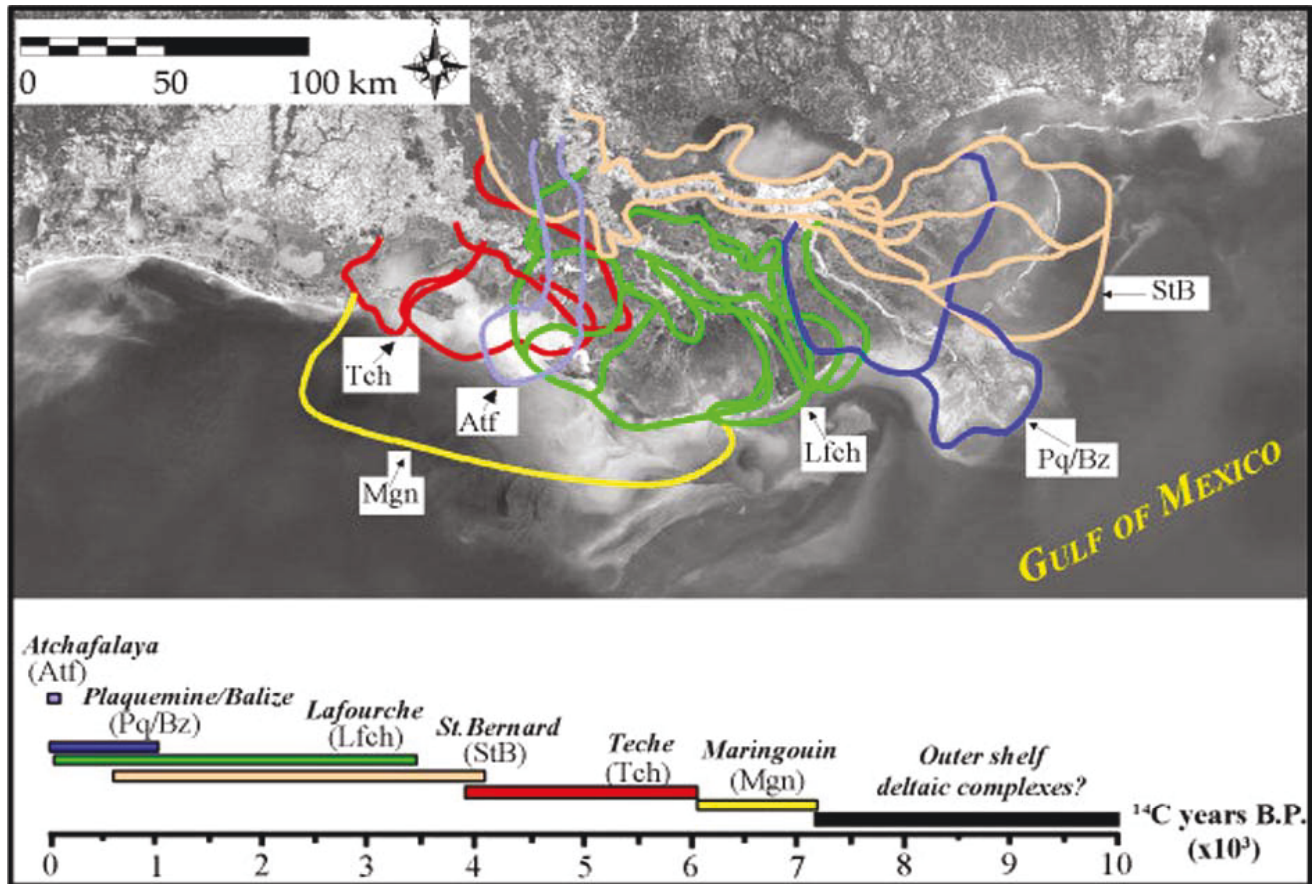 N
0 50 100 km
StB
Tch
Atf
Lfch
Pq/Bz
Mgn
GULF OF MEXICO
Atchafalaya
(Atf)
Plaquemine/Balize
(Pq/Bz)
Lafourche
(Lfch)
St.Bernard
(StB)
Teche
(Tch)
Maringouin
(Mgn)
Outer shelf
deltaic complexes?
¹⁴C years B.P.
(x10³)
0 1 2 3 4 5 6 7 8 9 10